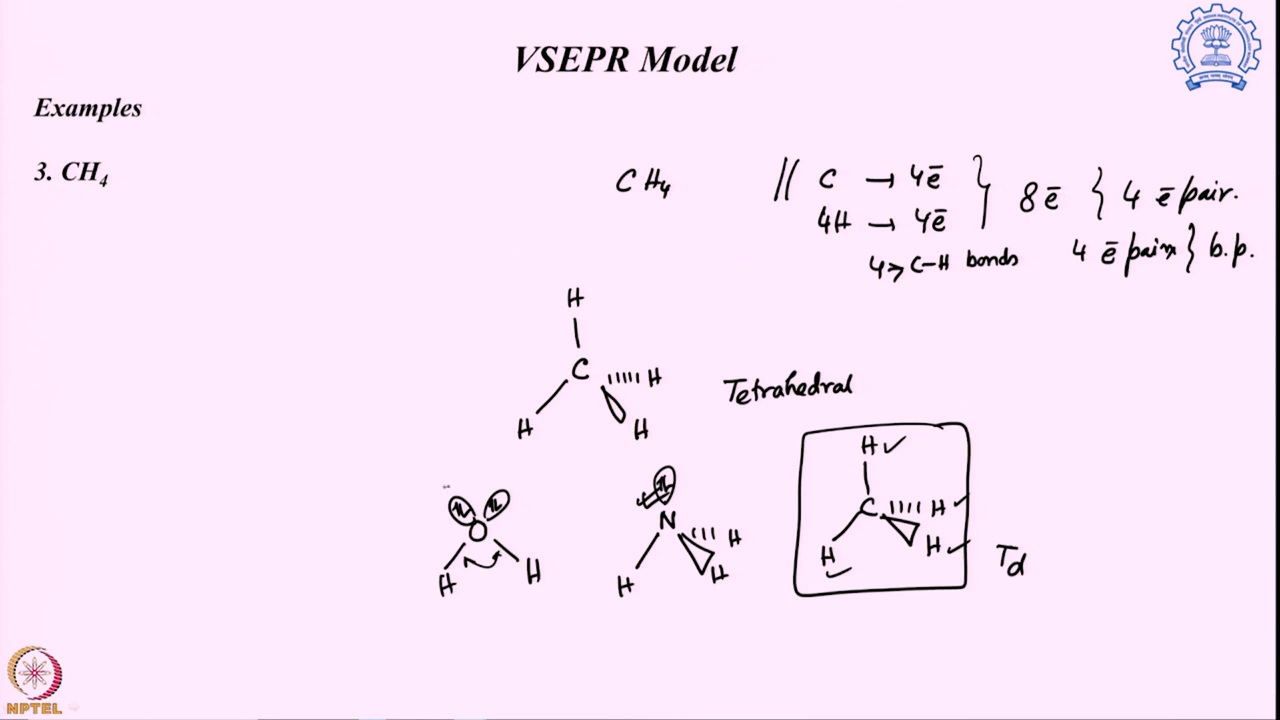 VSEPR Model
Examples
3. CH₄
CH₄ // C → 4ē } 8ē } 4 ē pair.
4H → 4ē
4 → C–H bonds 4 ē pairs } b.p.
H
C H
H H
Tetrahedral
H ✓
C H ✓
H ✓ H ✓
Td
O
H H
N H
H H
NPTEL